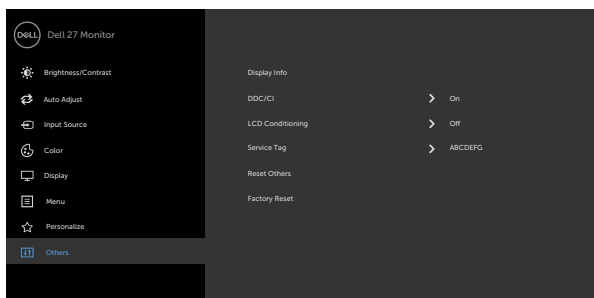 DELL Dell 27 Monitor
Brightness/Contrast
Auto Adjust
Input Source
Color
Display
Menu
Personalize
Others
Display Info
DDC/CI On
LCD Conditioning Off
Service Tag ABCDEFG
Reset Others
Factory Reset